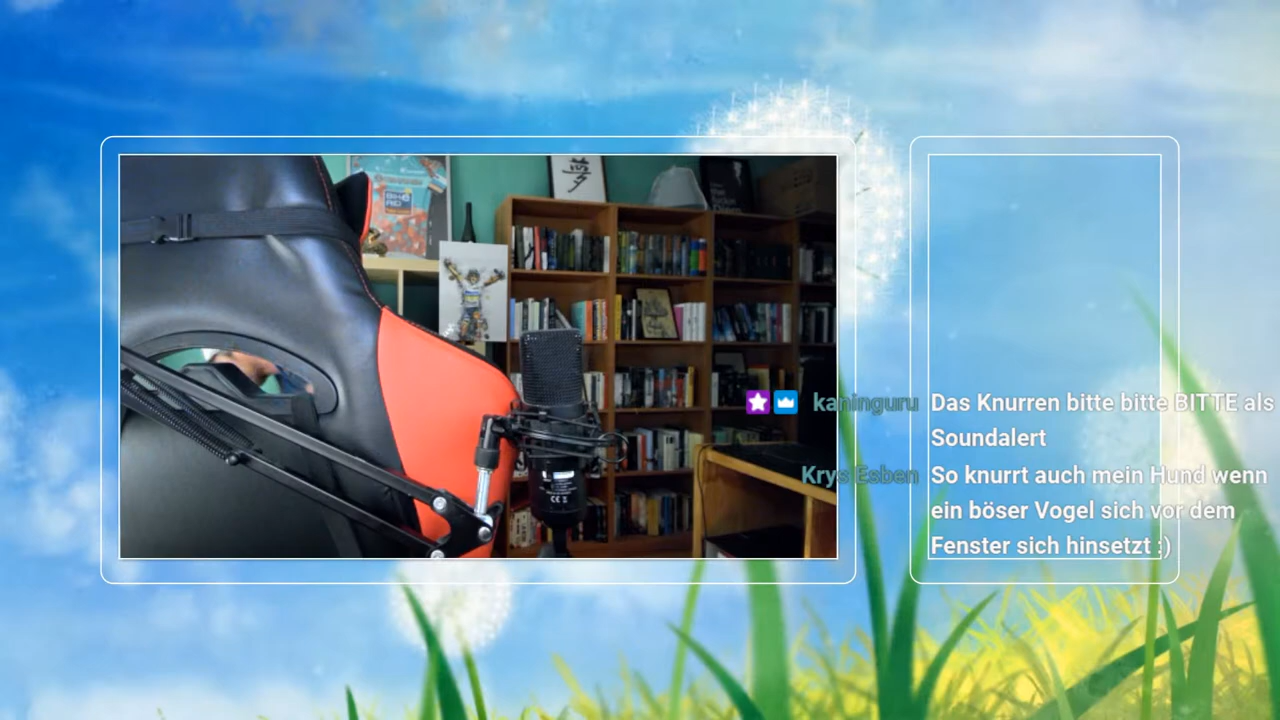 夢
kaninguru Das Knurren bitte bitte BITTE als
Soundalert
Krys Esben So knurrt auch mein Hund wenn
ein böser Vogel sich vor dem
Fenster sich hinsetzt :)